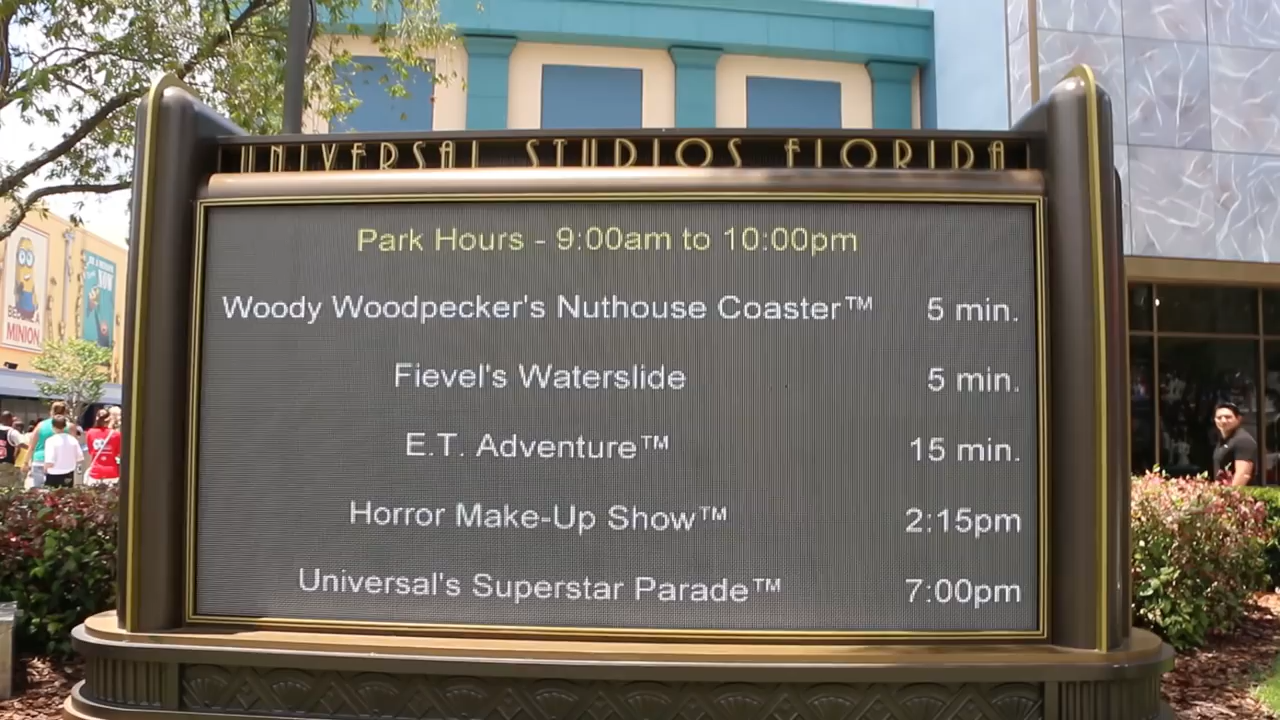 UNIVERSAL STUDIOS FLORIDA
Park Hours - 9:00am to 10:00pm
Woody Woodpecker's Nuthouse Coaster™ 5 min.
Fievel's Waterslide 5 min.
E.T. Adventure™ 15 min.
Horror Make-Up Show™ 2:15pm
Universal's Superstar Parade™ 7:00pm
MINION